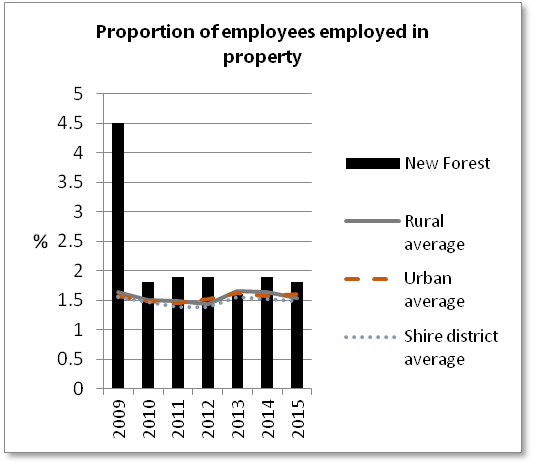 Proportion of employees employed in
property
5
4.5
4
3.5
3
2.5
2
1.5
1
0.5
0
%
2009
2010
2011
2012
2013
2014
2015
New Forest
Rural
average
Urban
average
Shire district
average